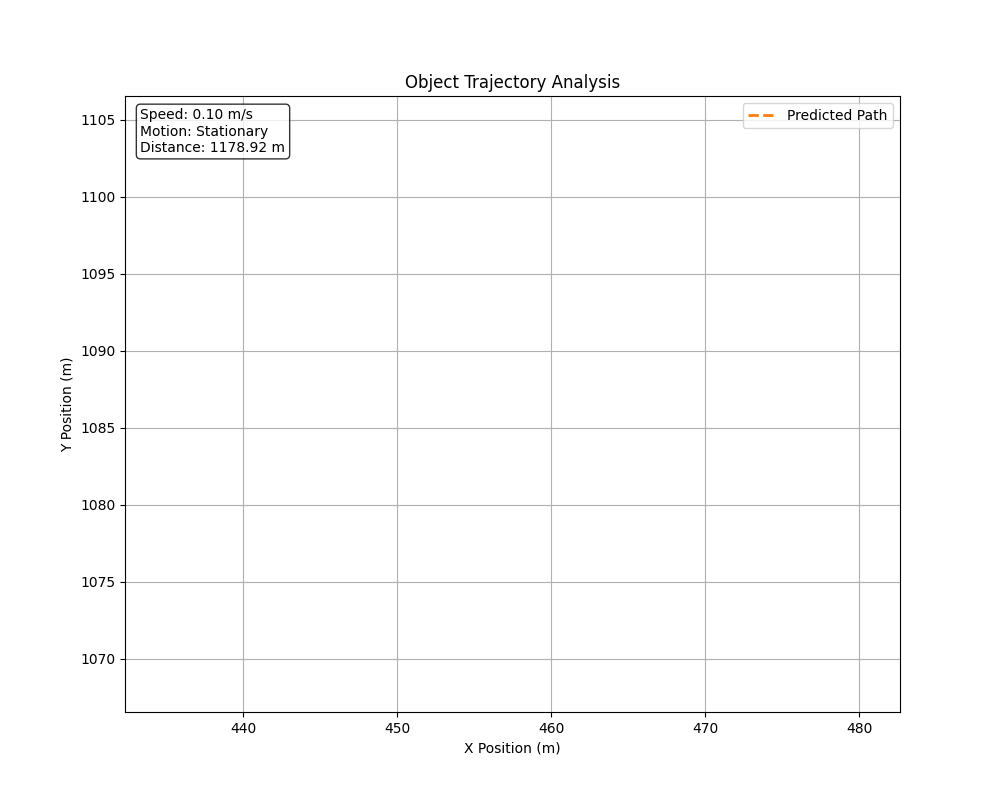 Object Trajectory Analysis
Speed: 0.10 m/s
Motion: Stationary
Distance: 1178.92 m
Predicted Path
1105
1100
1095
1090
1085
1080
1075
1070
Y Position (m)
440 450 460 470 480
X Position (m)